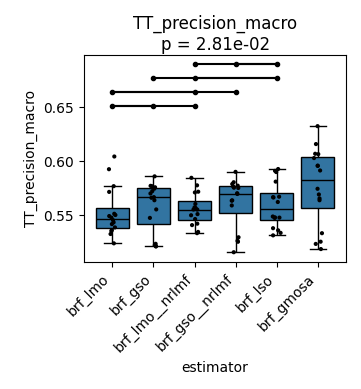 TT_precision_macro
p = 2.81e-02
TT_precision_macro
0.65
0.60
0.55
brf_lmo
brf_gso
brf_lmo__nrlmf
brf_gso__nrlmf
brf_lso
brf_gmosa
estimator